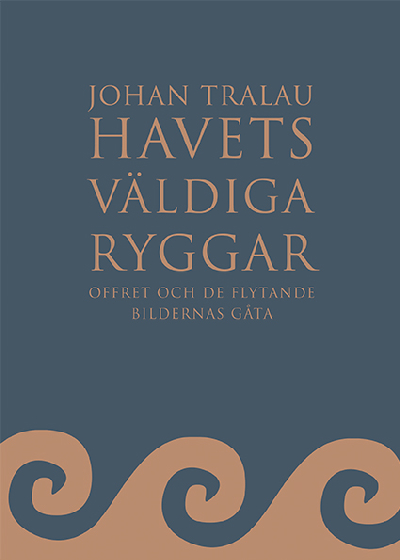 JOHAN TRALAU
HAVETS
VÄLDIGA
RYGGAR
OFFRET OCH DE FLYTANDE
BILDERNAS GÅTA